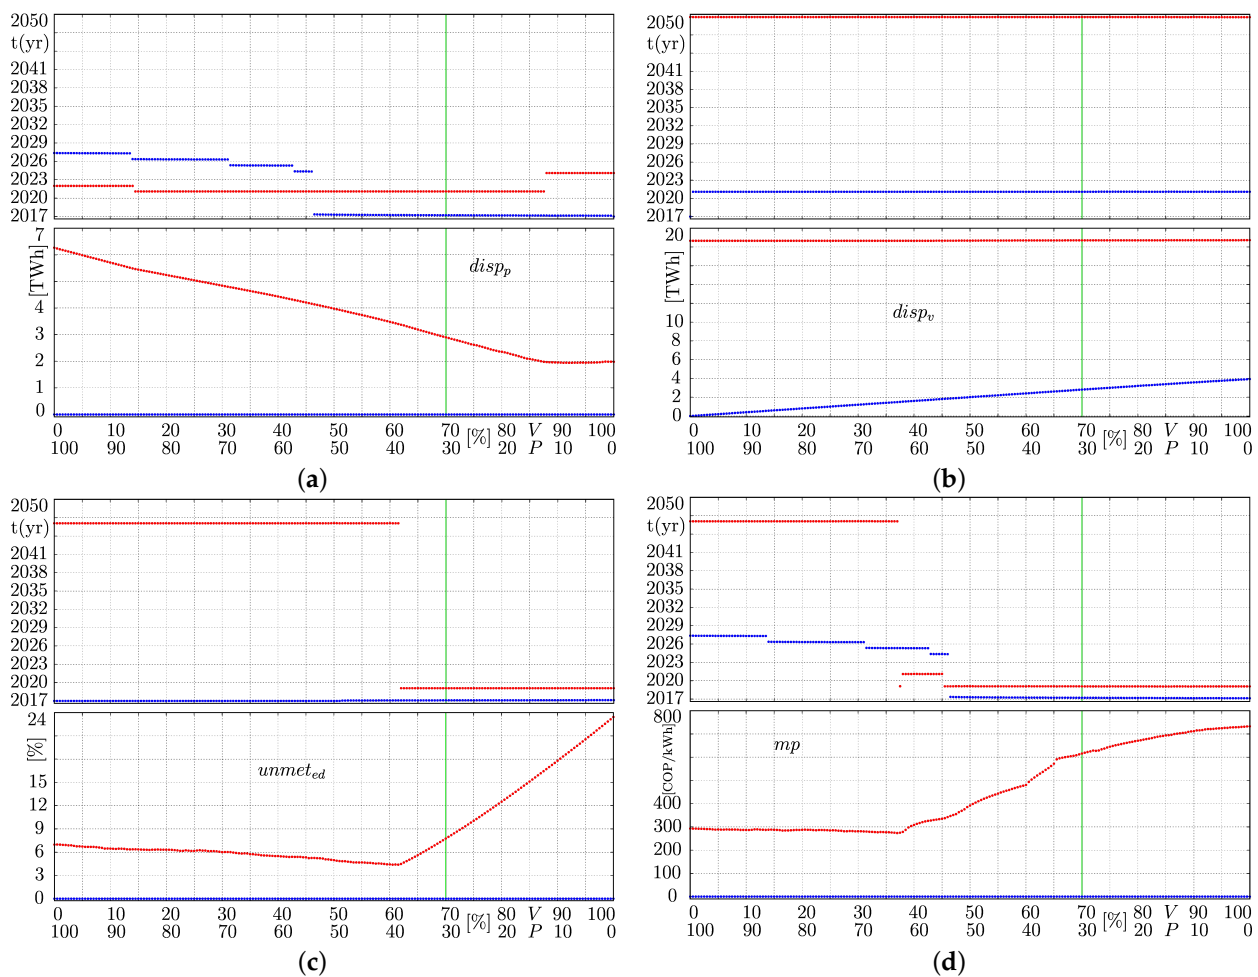 2050
t(yr)
2041
2038
2035
2032
2029
2026
2023
2020
2017
7
[TWh]
4
3
2
1
0
disp_p
0 10 20 30 40 50 60 70 [%] 80 V 90 100
100 90 80 70 60 50 40 30 20 P 10 0
(a)
2050
t(yr)
2041
2038
2035
2032
2029
2026
2023
2020
2017
20
[TWh]
10
8
6
4
2
0
disp_v
0 10 20 30 40 50 60 70 [%] 80 V 90 100
100 90 80 70 60 50 40 30 20 P 10 0
(b)
2050
t(yr)
2041
2038
2035
2032
2029
2026
2023
2020
2017
24
[%]
15
12
9
6
3
0
unmet_ed
0 10 20 30 40 50 60 70 [%] 80 V 90 100
100 90 80 70 60 50 40 30 20 P 10 0
(c)
2050
t(yr)
2041
2038
2035
2032
2029
2026
2023
2020
2017
800
[COP/kWh]
400
300
200
100
0
mp
0 10 20 30 40 50 60 70 [%] 80 V 90 100
100 90 80 70 60 50 40 30 20 P 10 0
(d)